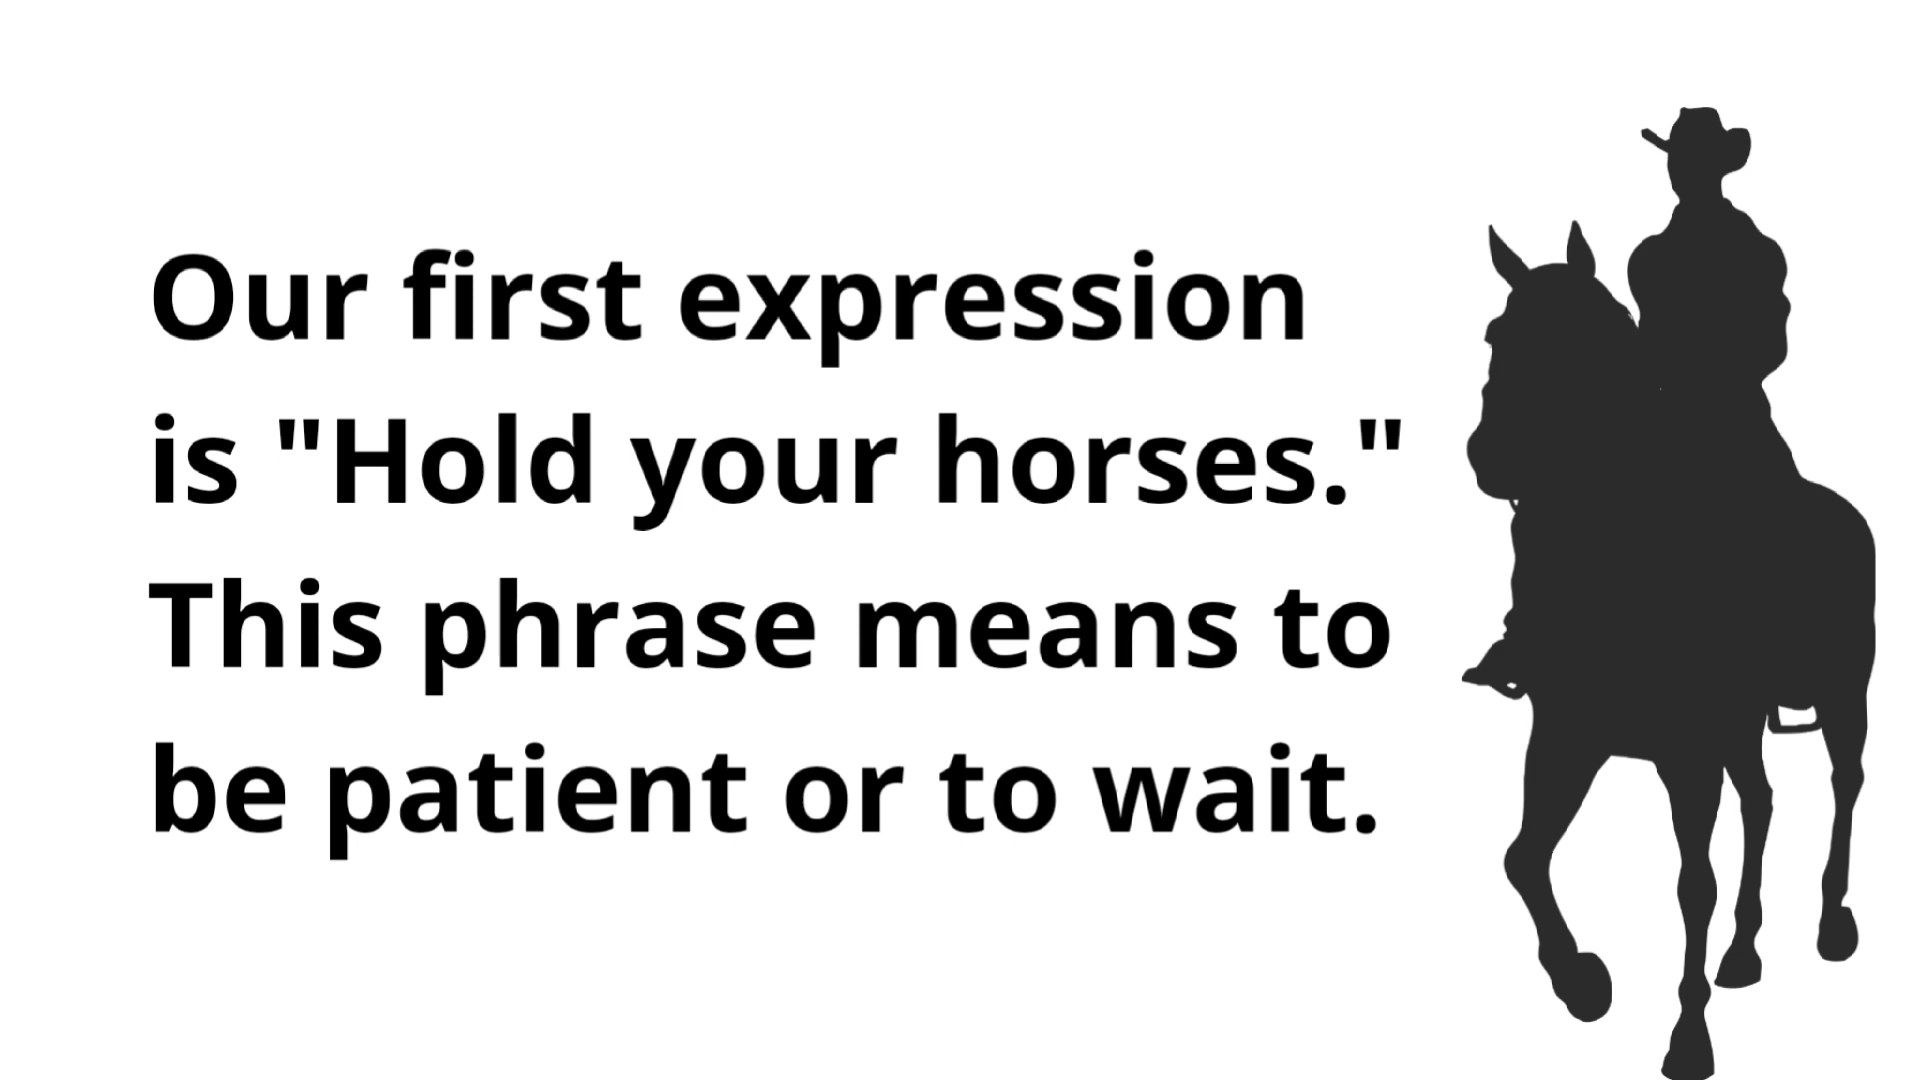 Our first expression
is "Hold your horses."
This phrase means to
be patient or to wait.